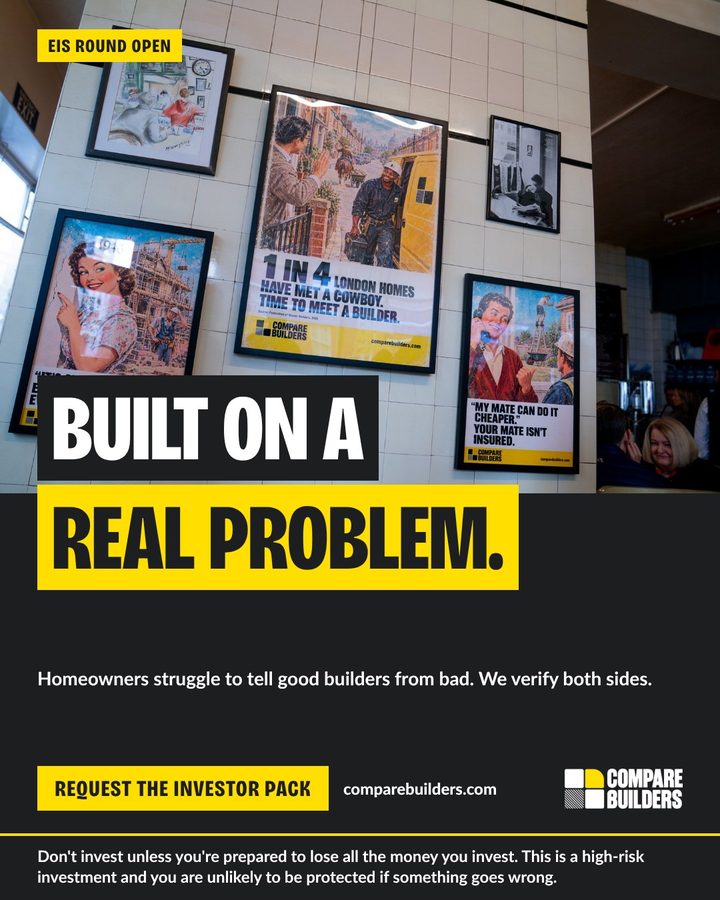 EIS ROUND OPEN
EXIT
1 IN 4 LONDON HOMES
HAVE MET A COWBOY.
TIME TO MEET A BUILDER.
COMPARE
BUILDERS
comparebuilders.com
"MY MATE CAN DO IT
CHEAPER."
YOUR MATE ISN'T
INSURED.
COMPARE
BUILDERS
comparebuilders.com
BUILT ON A
REAL PROBLEM.
Homeowners struggle to tell good builders from bad. We verify both sides.
REQUEST THE INVESTOR PACK
comparebuilders.com
COMPARE
BUILDERS
Don't invest unless you're prepared to lose all the money you invest. This is a high-risk
investment and you are unlikely to be protected if something goes wrong.